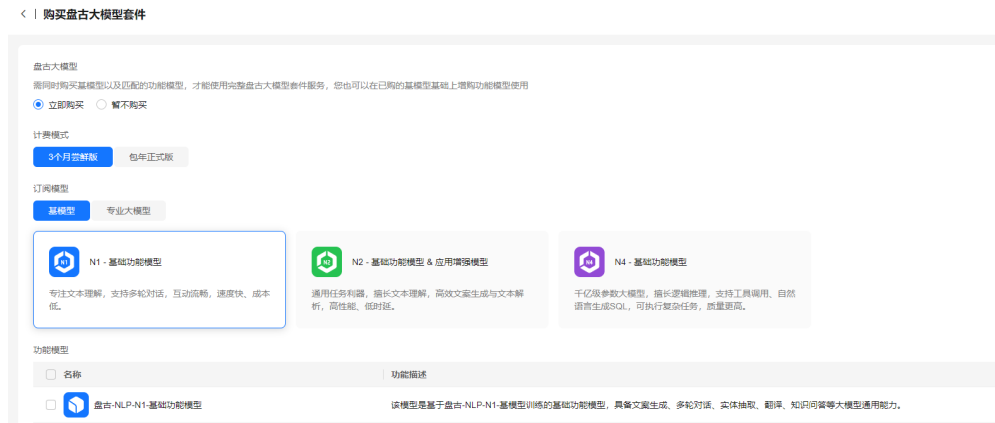 < | 购买盘古大模型套件
盘古大模型
需同时购买基模型以及匹配的功能模型，才能使用完整盘古大模型套件服务，您也可以在已购的基模型基础上增购功能模型使用
立即购买 暂不购买
计费模式
3个月尝鲜版 包年正式版
订阅模型
基模型 专业大模型
N1 N1 - 基础功能模型
专注文本理解，支持多轮对话，互动流畅，速度快、成本
低。
N2 N2 - 基础功能模型 & 应用增强模型
通用任务利器，擅长文本理解，高效文案生成与文本解
析，高性能、低时延。
N4 N4 - 基础功能模型
千亿级参数大模型，擅长逻辑推理，支持工具调用、自然
语言生成SQL，可执行复杂任务，质量更高。
功能模型
名称 功能描述
盘古-NLP-N1-基础功能模型 该模型是基于盘古-NLP-N1-基模型训练的基础功能模型，具备文案生成、多轮对话、实体抽取、翻译、知识问答等大模型通用能力。